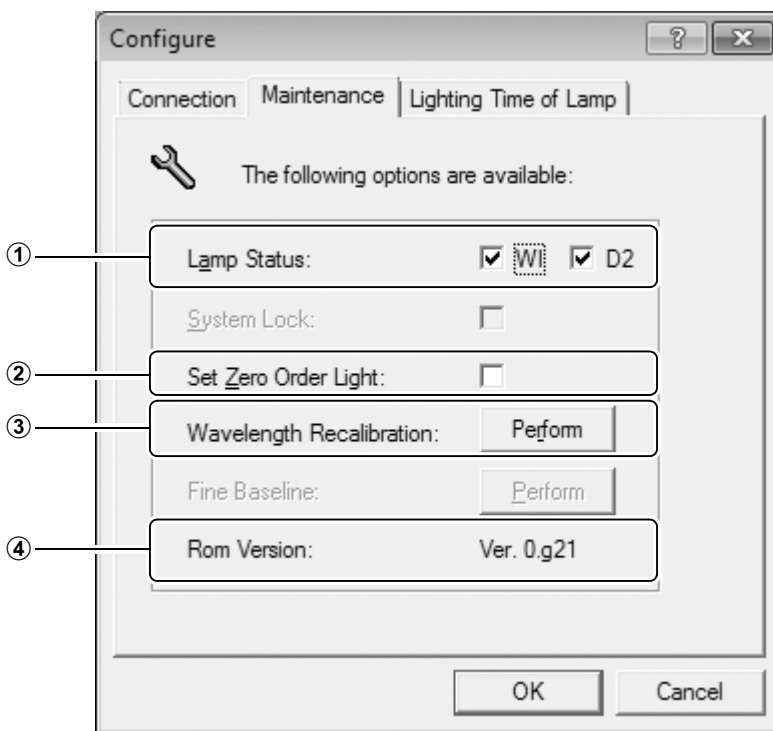 Configure
Connection Maintenance Lighting Time of Lamp
The following options are available:
① Lamp Status: WI D2
System Lock:
② Set Zero Order Light:
③ Wavelength Recalibration: Perform
Fine Baseline: Perform
④ Rom Version: Ver. 0.g21
OK Cancel